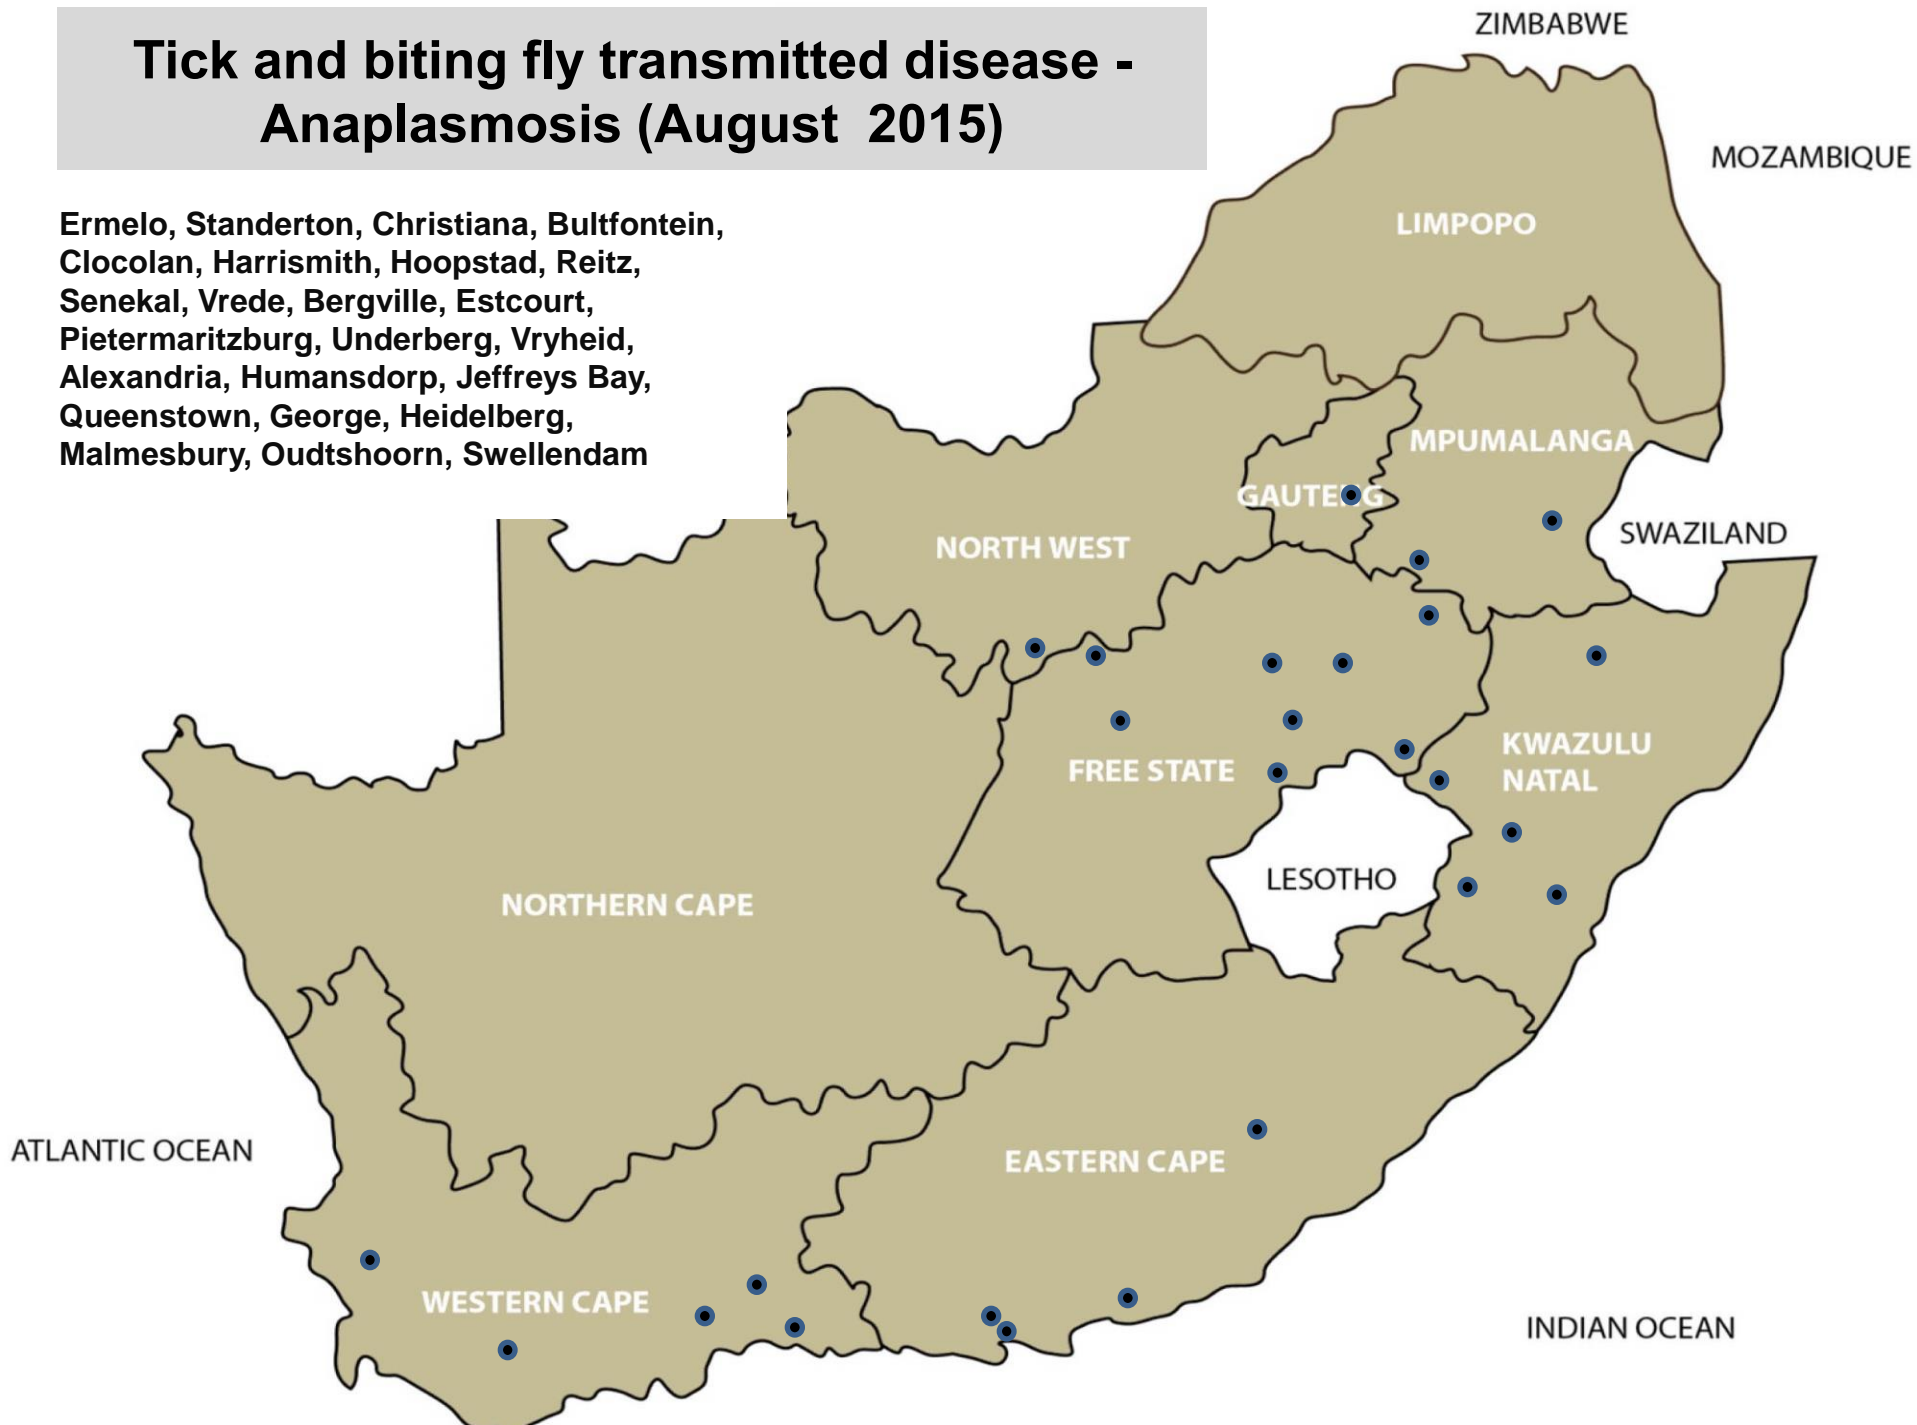 Tick and biting fly transmitted disease -
Anaplasmosis (August  2015)
Ermelo, Standerton, Christiana, Bultfontein,
Clocolan, Harrismith, Hoopstad, Reitz,
Senekal, Vrede, Bergville, Estcourt,
Pietermaritzburg, Underberg, Vryheid,
Alexandria, Humansdorp, Jeffreys Bay,
Queenstown, George, Heidelberg,
Malmesbury, Oudtshoorn, Swellendam
ZIMBABWE
MOZAMBIQUE
LIMPOPO
MPUMALANGA
GAUTENG
SWAZILAND
NORTH WEST
KWAZULU
NATAL
FREE STATE
LESOTHO
NORTHERN CAPE
ATLANTIC OCEAN
EASTERN CAPE
WESTERN CAPE
INDIAN OCEAN